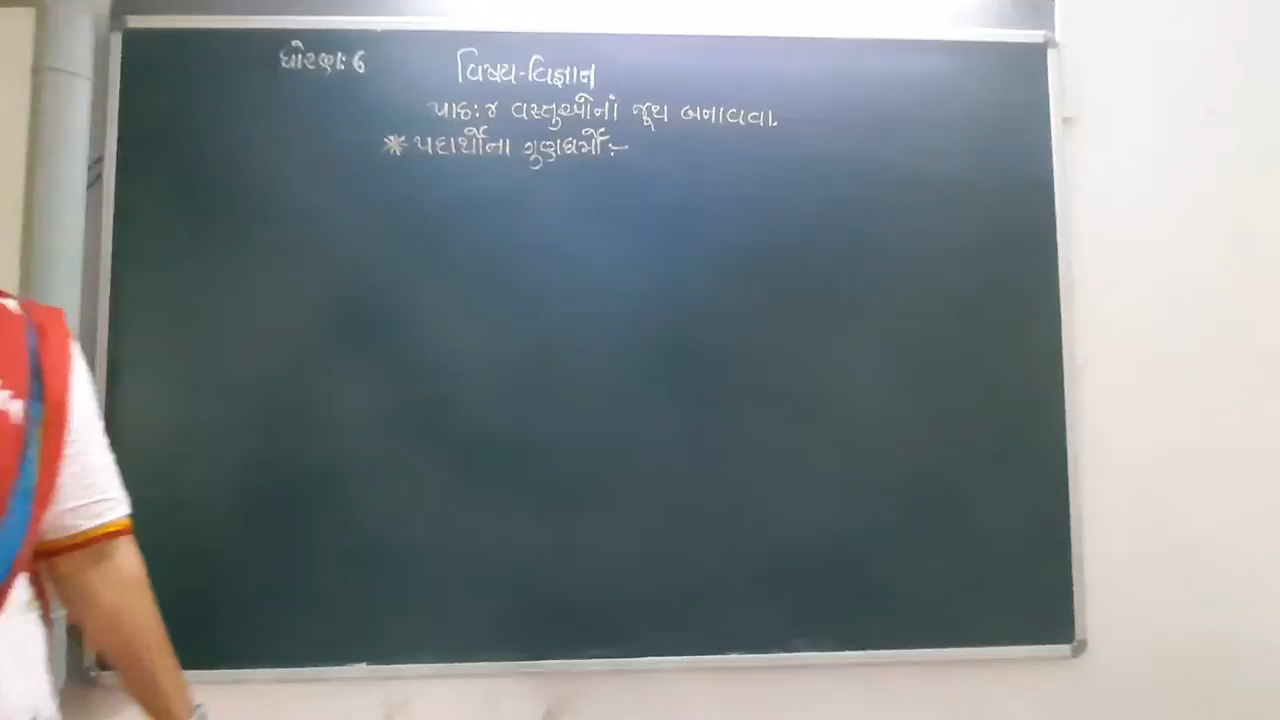 ધોરણ: 6 વિષય-વિજ્ઞાન
પાઠ: ૪ વસ્તુઓનાં જૂથ બનાવવા.
* પદાર્થોના ગુણધર્મો:-